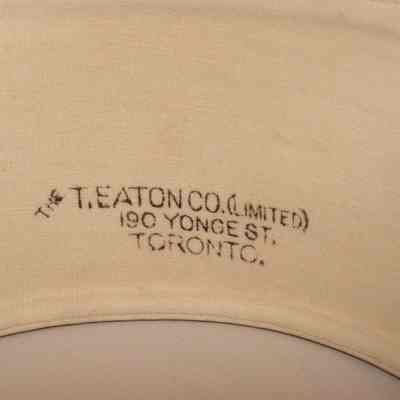 THE T. EATON CO. (LIMITED)
190 YONGE ST.
TORONTO.